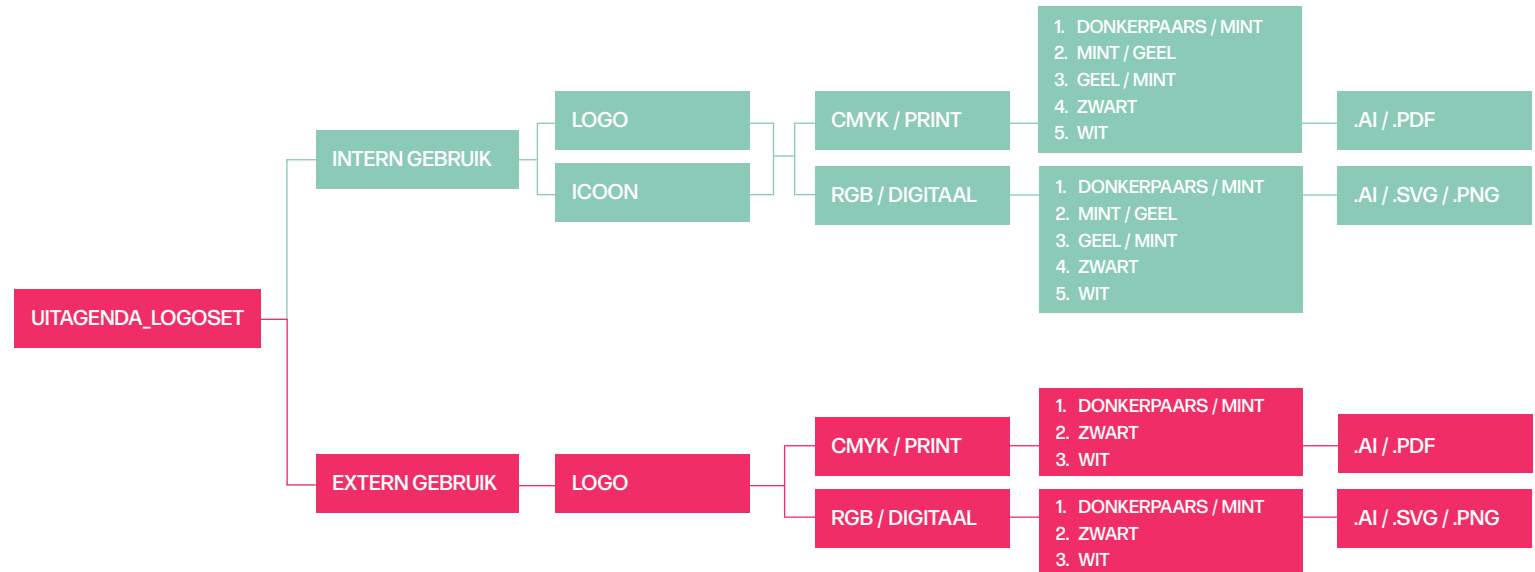 UITAGENDA_LOGOSET
INTERN GEBRUIK
LOGO
ICOON
CMYK / PRINT
1. DONKERPAARS / MINT
2. MINT / GEEL
3. GEEL / MINT
4. ZWART
5. WIT
.AI / .PDF
RGB / DIGITAAL
1. DONKERPAARS / MINT
2. MINT / GEEL
3. GEEL / MINT
4. ZWART
5. WIT
.AI / .SVG / .PNG
EXTERN GEBRUIK
LOGO
CMYK / PRINT
1. DONKERPAARS / MINT
2. ZWART
3. WIT
.AI / .PDF
RGB / DIGITAAL
1. DONKERPAARS / MINT
2. ZWART
3. WIT
.AI / .SVG / .PNG